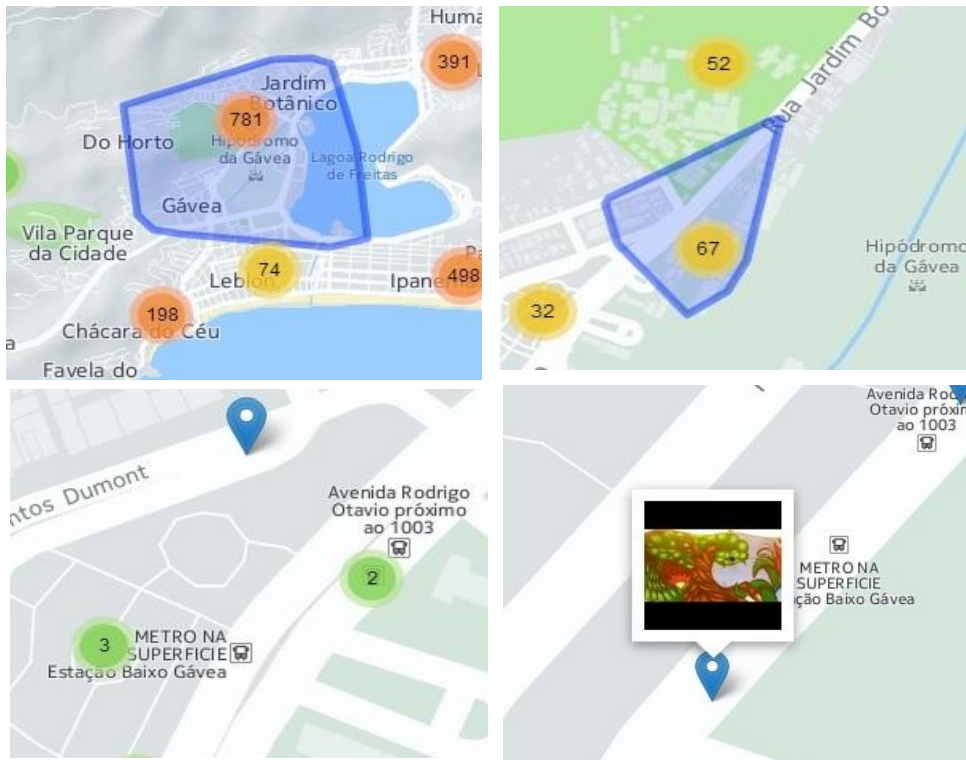 Huma
391
Jardim
Botânico
781
Do Horto
Hipódromo
da Gávea
Lagoa Rodrigo
de Freitas
Gávea
Vila Parque
da Cidade
74
Leblon
Ipanema
498
198
Chácara do Céu
a
Favela do
52
Rua Jardim Bo
67
Hipódromo
da Gávea
32
ntos Dumont
Avenida Rodrigo
Otavio próximo
ao 1003
2
3
METRO NA
SUPERFICIE
Estação Baixo Gávea
Avenida Rod
Otavio próxim
ao 1003
METRO NA
SUPERFICIE
ção Baixo Gávea